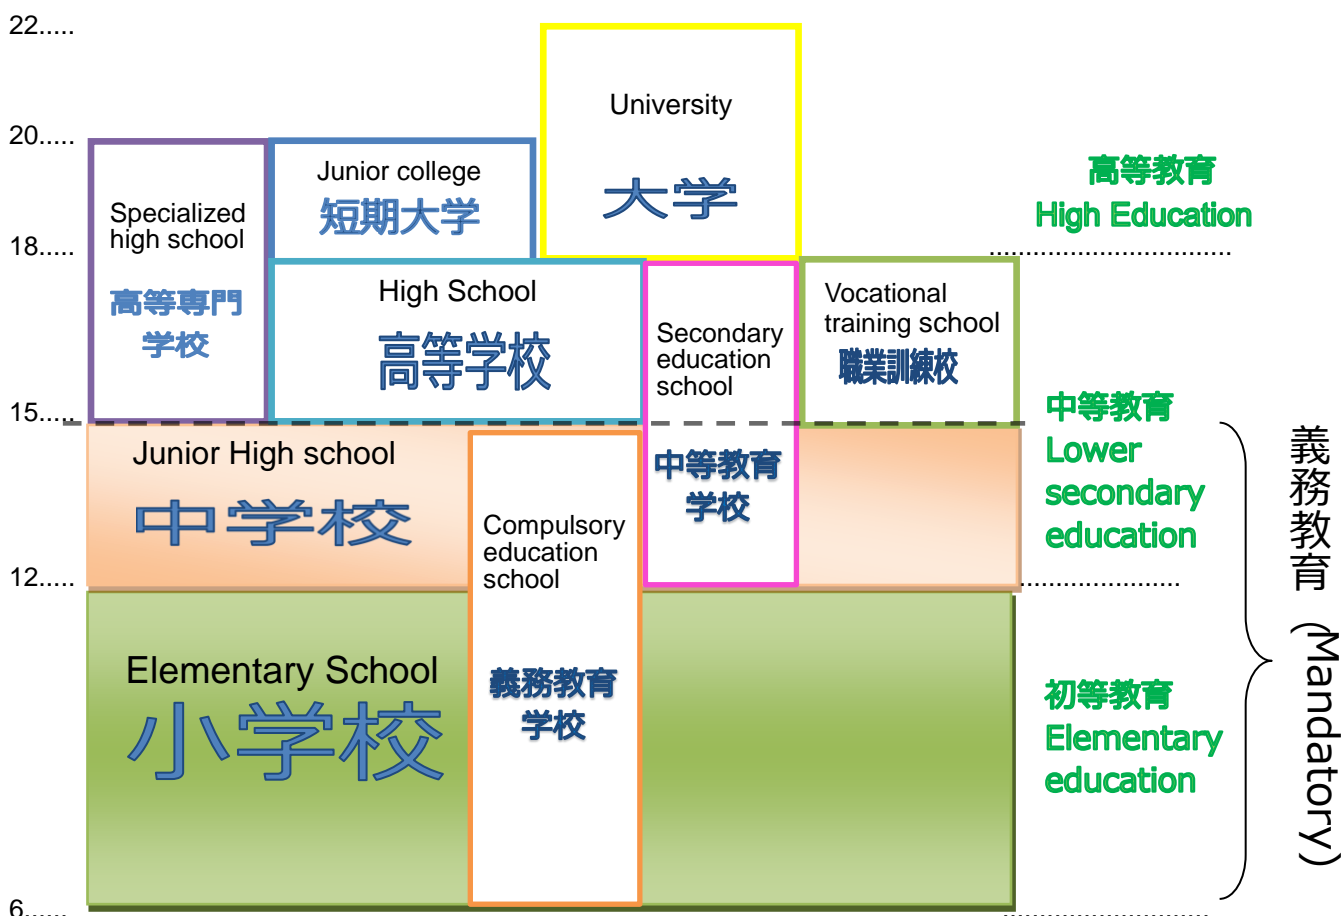 22.....
University
大学
20.....
Junior college
短期大学
Specialized
high school
高等専門
学校
高等教育
High Education
18.....
High School
高等学校
Secondary
education
school
中等教育
学校
Vocational
training school
職業訓練校
15.....
Junior High school
中学校
Compulsory
education
school
義務教育
学校
中等教育
Lower
secondary
education
12.....
Elementary School
小学校
初等教育
Elementary
education
義務教育 (Mandatory)
6......